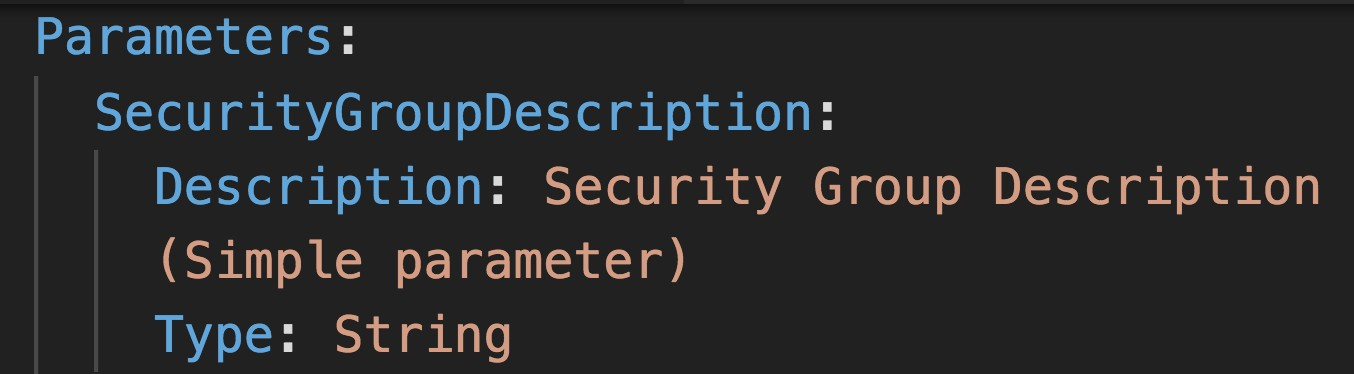 Parameters:
SecurityGroupDescription:
Description: Security Group Description
(Simple parameter)
Type: String